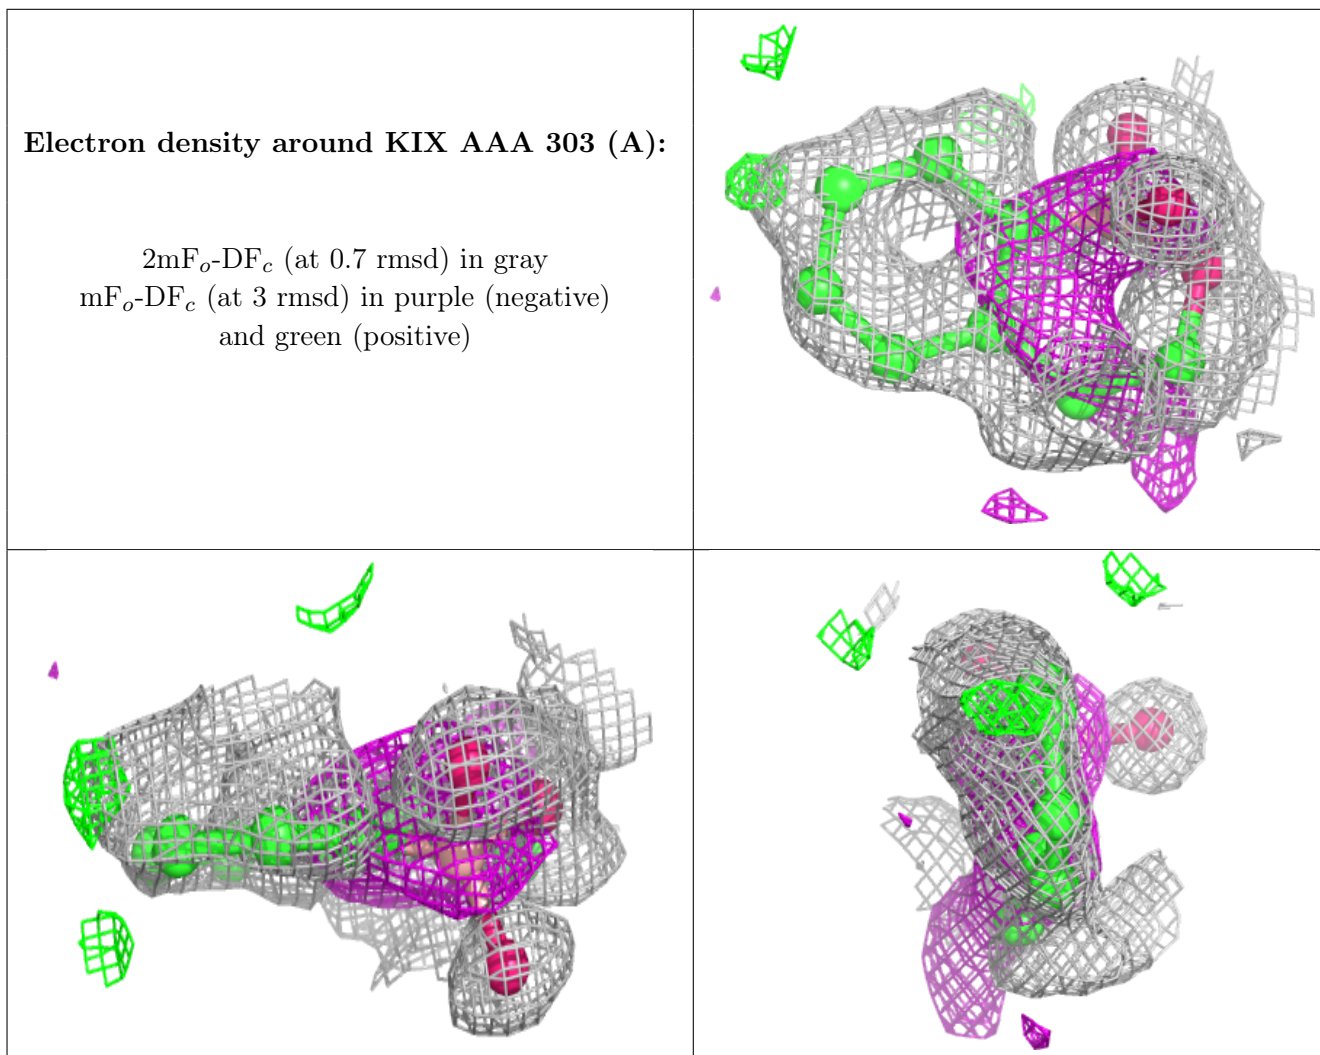 Electron density around KIX AAA 303 (A):
2mFₒ-DF𝒸 (at 0.7 rmsd) in gray
mFₒ-DF𝒸 (at 3 rmsd) in purple (negative)
and green (positive)